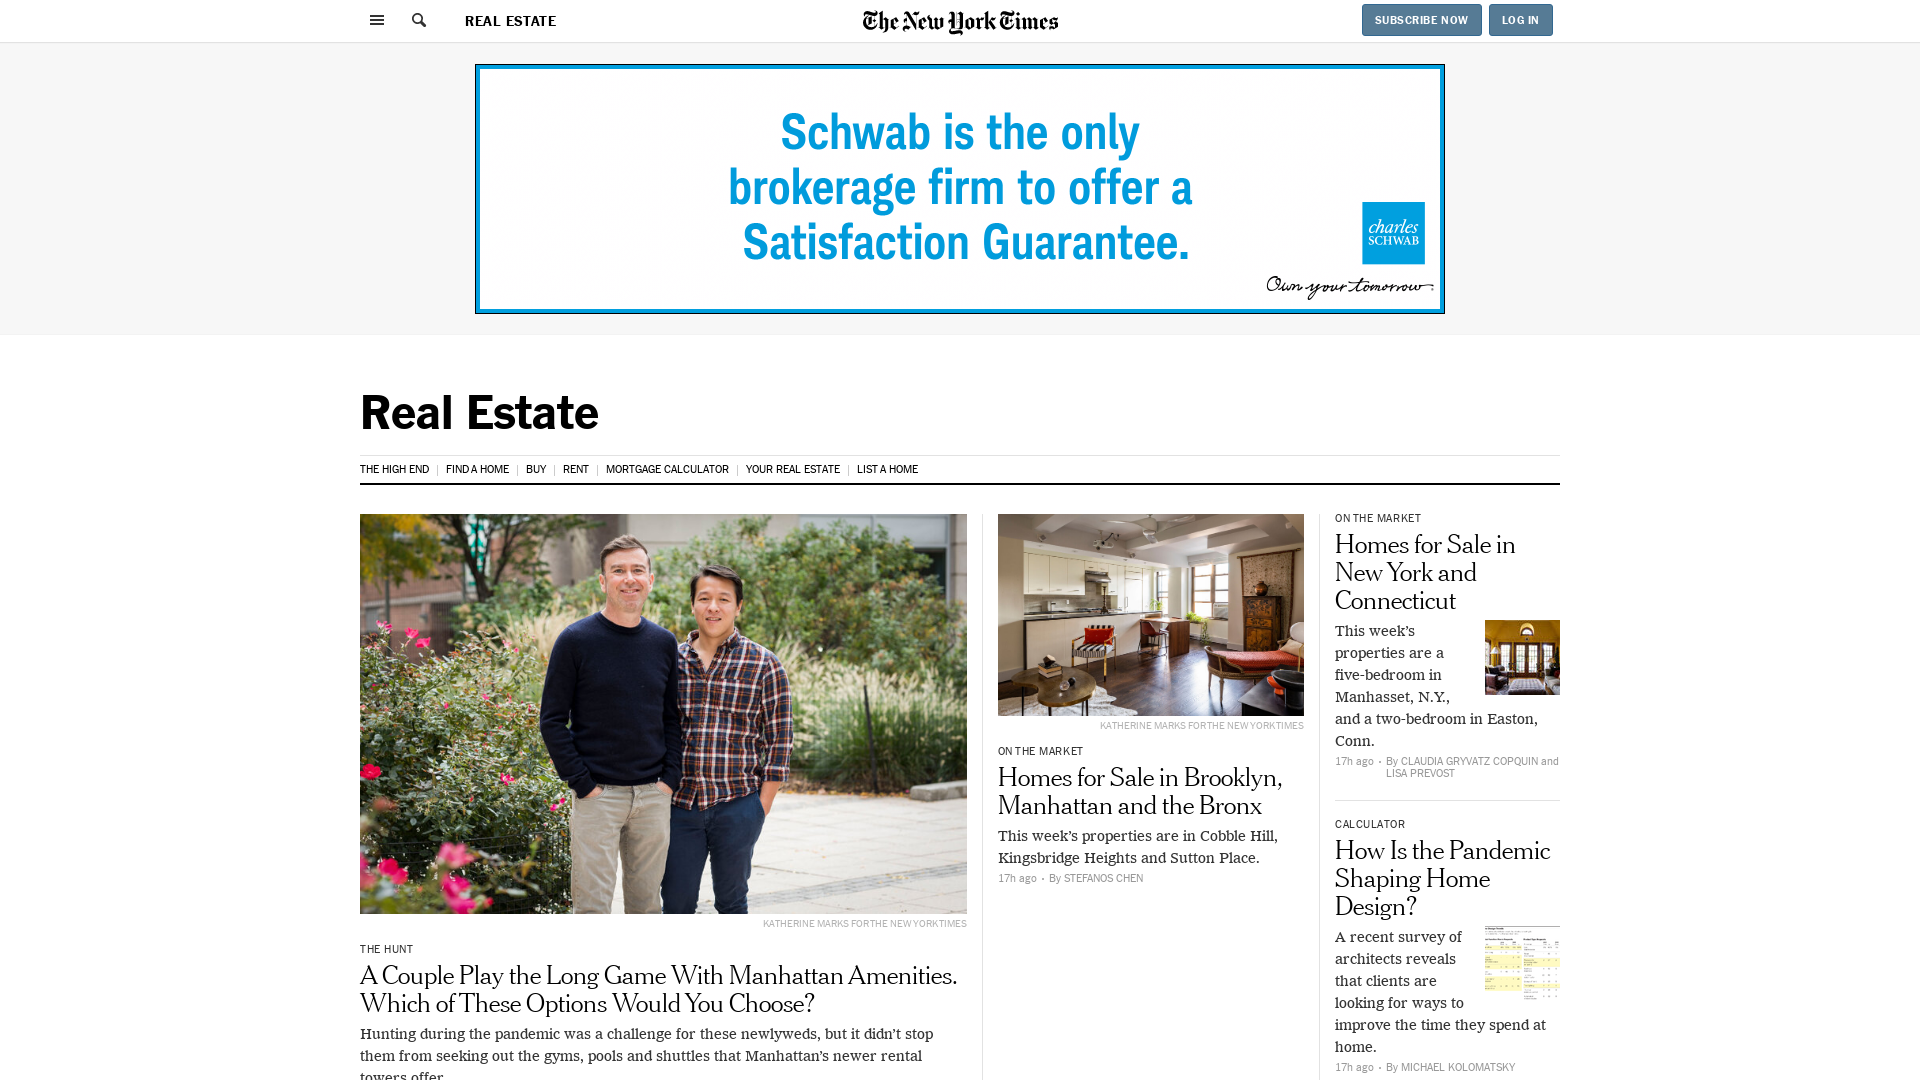 REAL ESTATE
The New York Times
SUBSCRIBE NOW
LOG IN
Schwab is the only
brokerage firm to offer a
Satisfaction Guarantee.
charles
SCHWAB
Own your tomorrow.
Real Estate
THE HIGH END
FIND A HOME
BUY
RENT
MORTGAGE CALCULATOR
YOUR REAL ESTATE
LIST A HOME
KATHERINE MARKS FOR THE NEW YORK TIMES
THE HUNT
A Couple Play the Long Game With Manhattan Amenities.
Which of These Options Would You Choose?
Hunting during the pandemic was a challenge for these newlyweds, but it didn’t stop
them from seeking out the gyms, pools and shuttles that Manhattan’s newer rental
towers offer.
KATHERINE MARKS FOR THE NEW YORK TIMES
ON THE MARKET
Homes for Sale in Brooklyn,
Manhattan and the Bronx
This week’s properties are in Cobble Hill,
Kingsbridge Heights and Sutton Place.
17h ago · By STEFANOS CHEN
ON THE MARKET
Homes for Sale in
New York and
Connecticut
This week’s
properties are a
five-bedroom in
Manhasset, N.Y.,
and a two-bedroom in Easton,
Conn.
17h ago · By CLAUDIA GRYVATZ COPQUIN and
LISA PREVOST
CALCULATOR
How Is the Pandemic
Shaping Home
Design?
A recent survey of
architects reveals
that clients are
looking for ways to
improve the time they spend at
home.
17h ago · By MICHAEL KOLOMATSKY